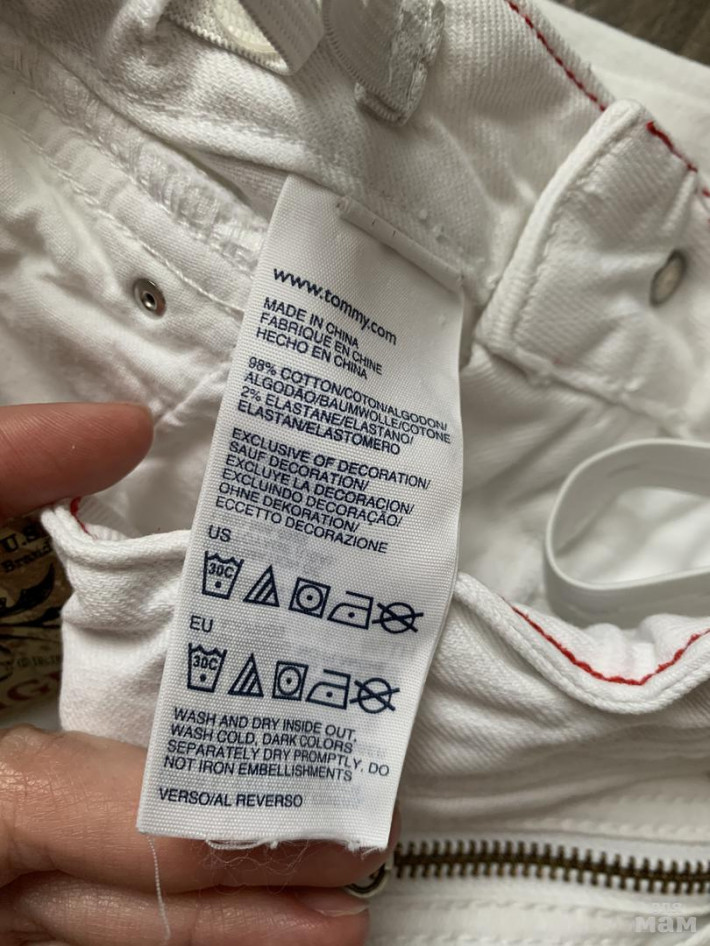 www.tommy.com
MADE IN CHINA
FABRIQUE EN CHINE
HECHO EN CHINA
98% COTTON/COTON/ALGODON/
ALGODÃO/BAUMWOLLE/COTONE
2% ELASTANE/ELASTANO/
ELASTAN/ELASTOMERO
EXCLUSIVE OF DECORATION/
SAUF DECORATION/
EXCLUYE LA DECORACION/
EXCLUINDO DECORAÇÃO/
OHNE DEKORATION/
ECCETTO DECORAZIONE
US
30C
EU
30C
WASH AND DRY INSIDE OUT,
WASH COLD, DARK COLORS
SEPARATELY DRY PROMPTLY, DO
NOT IRON EMBELLISHMENTS
VERSO/AL REVERSO
U.S.
Brand
мам